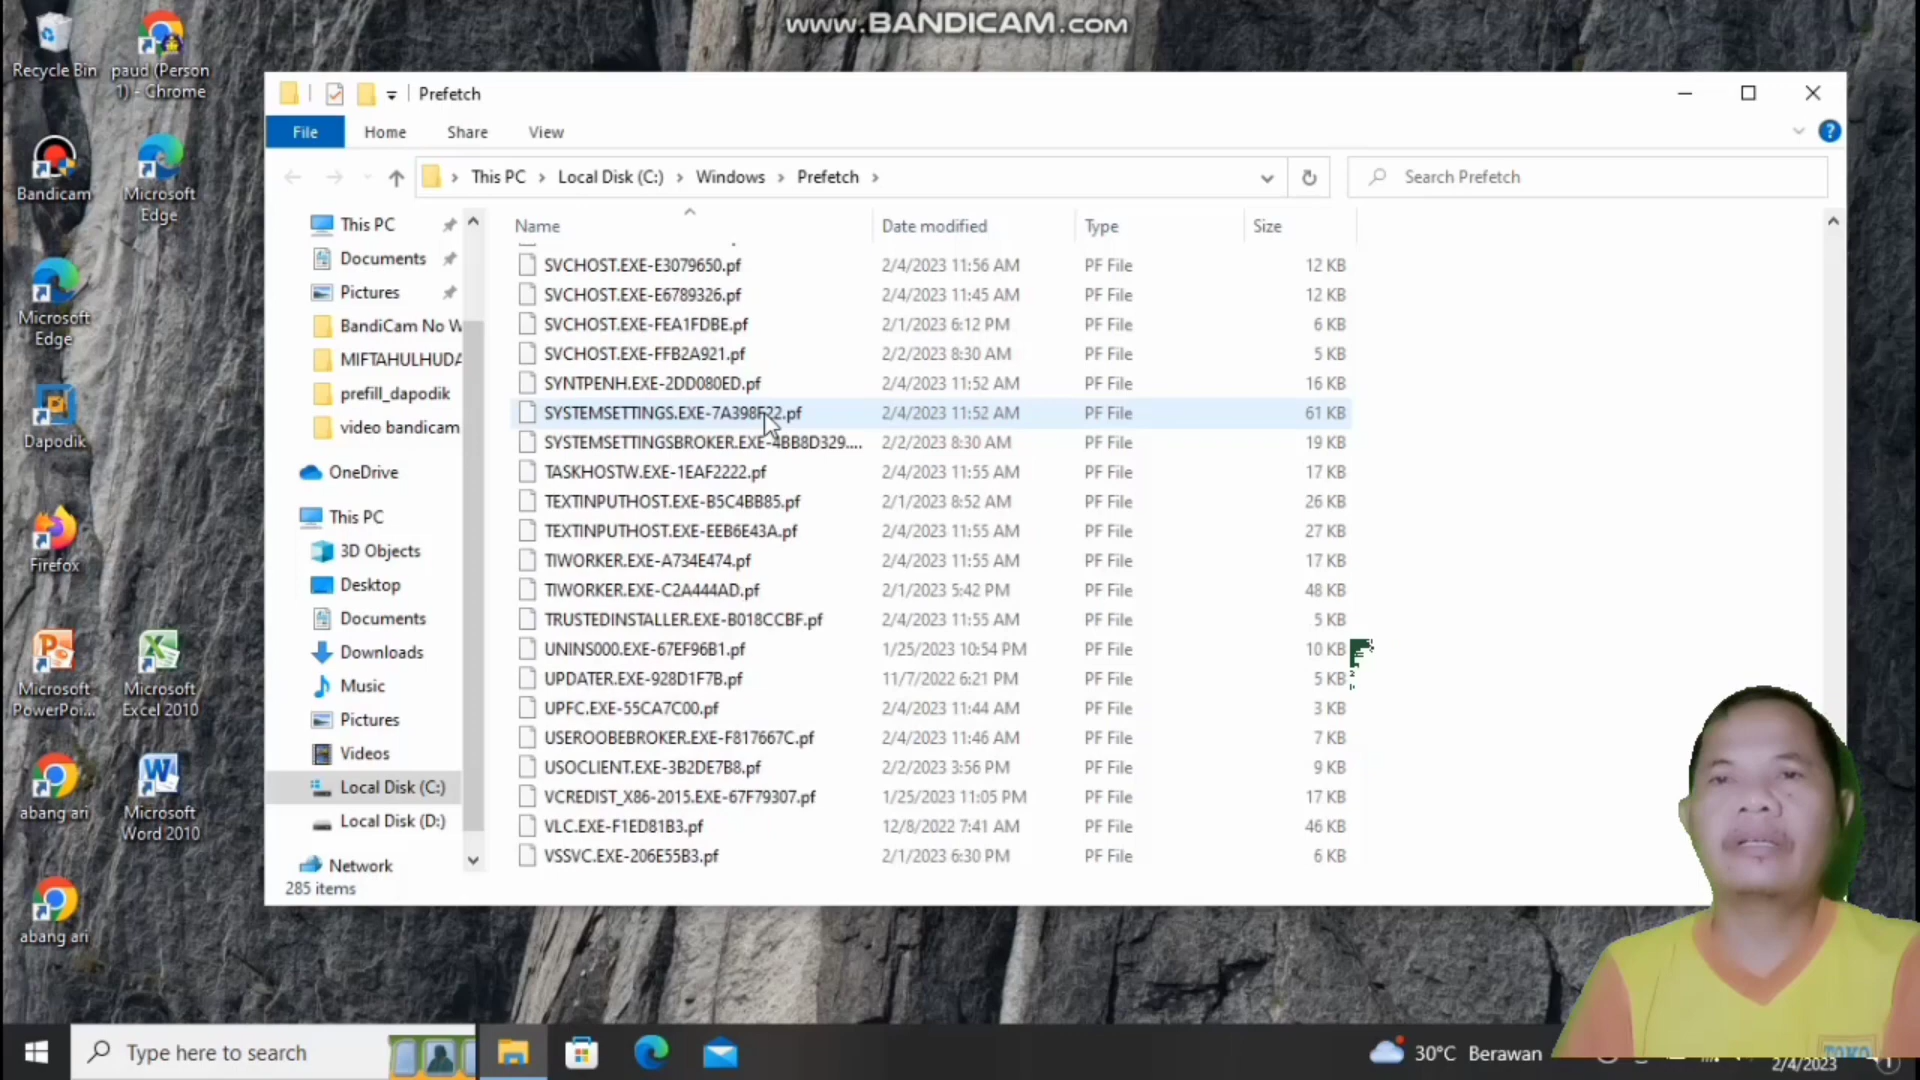 www.BANDICAM.com
Recycle Bin
paud (Person
1) - Chrome
Bandicam
Microsoft
Edge
Microsoft
Edge
Dapodik
Firefox
Microsoft
PowerPoi...
Microsoft
Excel 2010
abang ari
Microsoft
Word 2010
abang ari
Prefetch
File Home Share View
This PC Local Disk (C:) Windows Prefetch
Search Prefetch
This PC
Documents
Pictures
BandiCam No W
MIFTAHULHUDA
prefill_dapodik
video bandicam
OneDrive
This PC
3D Objects
Desktop
Documents
Downloads
Music
Pictures
Videos
Local Disk (C:)
Local Disk (D:)
Network
285 items
Name Date modified Type Size
SVCHOST.EXE-E3079650.pf 2/4/2023 11:56 AM PF File 12 KB
SVCHOST.EXE-E6789326.pf 2/4/2023 11:45 AM PF File 12 KB
SVCHOST.EXE-FEA1FDBE.pf 2/1/2023 6:12 PM PF File 6 KB
SVCHOST.EXE-FFB2A921.pf 2/2/2023 8:30 AM PF File 5 KB
SYNTPENH.EXE-2DD080ED.pf 2/4/2023 11:52 AM PF File 16 KB
SYSTEMSETTINGS.EXE-7A398F22.pf 2/4/2023 11:52 AM PF File 61 KB
SYSTEMSETTINGSBROKER.EXE-4BB8D329.... 2/2/2023 8:30 AM PF File 19 KB
TASKHOSTW.EXE-1EAF2222.pf 2/4/2023 11:55 AM PF File 17 KB
TEXTINPUTHOST.EXE-B5C4BB85.pf 2/1/2023 8:52 AM PF File 26 KB
TEXTINPUTHOST.EXE-EEB6E43A.pf 2/4/2023 11:55 AM PF File 27 KB
TIWORKER.EXE-A734E474.pf 2/4/2023 11:55 AM PF File 17 KB
TIWORKER.EXE-C2A444AD.pf 2/1/2023 5:42 PM PF File 48 KB
TRUSTEDINSTALLER.EXE-B018CCBF.pf 2/4/2023 11:55 AM PF File 5 KB
UNINS000.EXE-67EF96B1.pf 1/25/2023 10:54 PM PF File 10 KB
UPDATER.EXE-928D1F7B.pf 11/7/2022 6:21 PM PF File 5 KB
UPFC.EXE-55CA7C00.pf 2/4/2023 11:44 AM PF File 3 KB
USEROOBEBROKER.EXE-F817667C.pf 2/4/2023 11:46 AM PF File 7 KB
USOCLIENT.EXE-3B2DE7B8.pf 2/2/2023 3:56 PM PF File 9 KB
VCREDIST_X86-2015.EXE-67F79307.pf 1/25/2023 11:05 PM PF File 17 KB
VLC.EXE-F1ED81B3.pf 12/8/2022 7:41 AM PF File 46 KB
VSSVC.EXE-206E55B3.pf 2/1/2023 6:30 PM PF File 6 KB
Type here to search
30°C Berawan
2/4/2023
TOKO